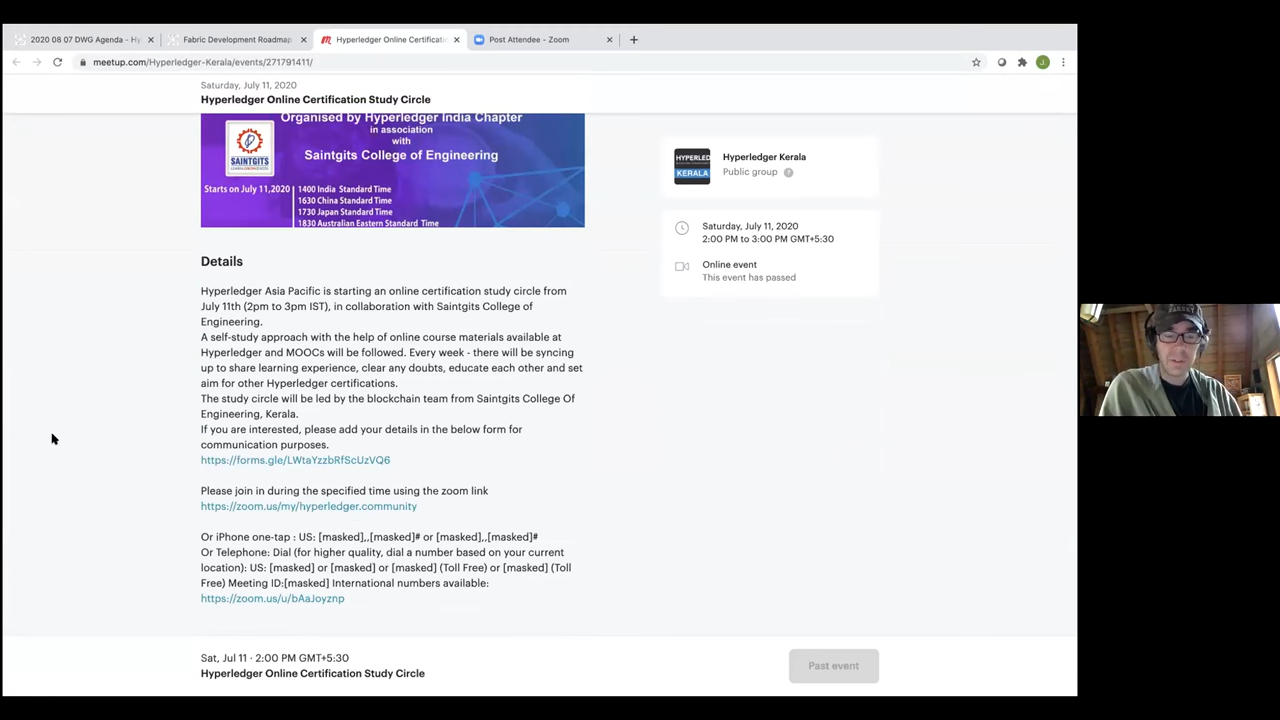 2020 08 07 DWG Agenda - Hy
Fabric Development Roadmap
Hyperledger Online Certificati
Post Attendee - Zoom
meetup.com/Hyperledger-Kerala/events/271791411/
J
Saturday, July 11, 2020
Hyperledger Online Certification Study Circle
Organised by Hyperledger India Chapter
in association
with
Saintgits College of Engineering
SAINTGITS
Starts on July 11,2020
1400 India Standard Time
1630 China Standard Time
1730 Japan Standard Time
1830 Australian Eastern Standard Time
HYPERLED
KERALA
Hyperledger Kerala
Public group
Saturday, July 11, 2020
2:00 PM to 3:00 PM GMT+5:30
Online event
This event has passed
Details
Hyperledger Asia Pacific is starting an online certification study circle from
July 11th (2pm to 3pm IST), in collaboration with Saintgits College of
Engineering.
A self-study approach with the help of online course materials available at
Hyperledger and MOOCs will be followed. Every week - there will be syncing
up to share learning experience, clear any doubts, educate each other and set
aim for other Hyperledger certifications.
The study circle will be led by the blockchain team from Saintgits College Of
Engineering, Kerala.
If you are interested, please add your details in the below form for
communication purposes.
https://forms.gle/LWtaYzzbRfScUzVQ6
Please join in during the specified time using the zoom link
https://zoom.us/my/hyperledger.community
Or iPhone one-tap : US: [masked],,[masked]# or [masked],,[masked]#
Or Telephone: Dial (for higher quality, dial a number based on your current
location): US: [masked] or [masked] or [masked] (Toll Free) or [masked] (Toll
Free) Meeting ID:[masked] International numbers available:
https://zoom.us/u/bAaJoyznp
Sat, Jul 11 · 2:00 PM GMT+5:30
Hyperledger Online Certification Study Circle
Past event